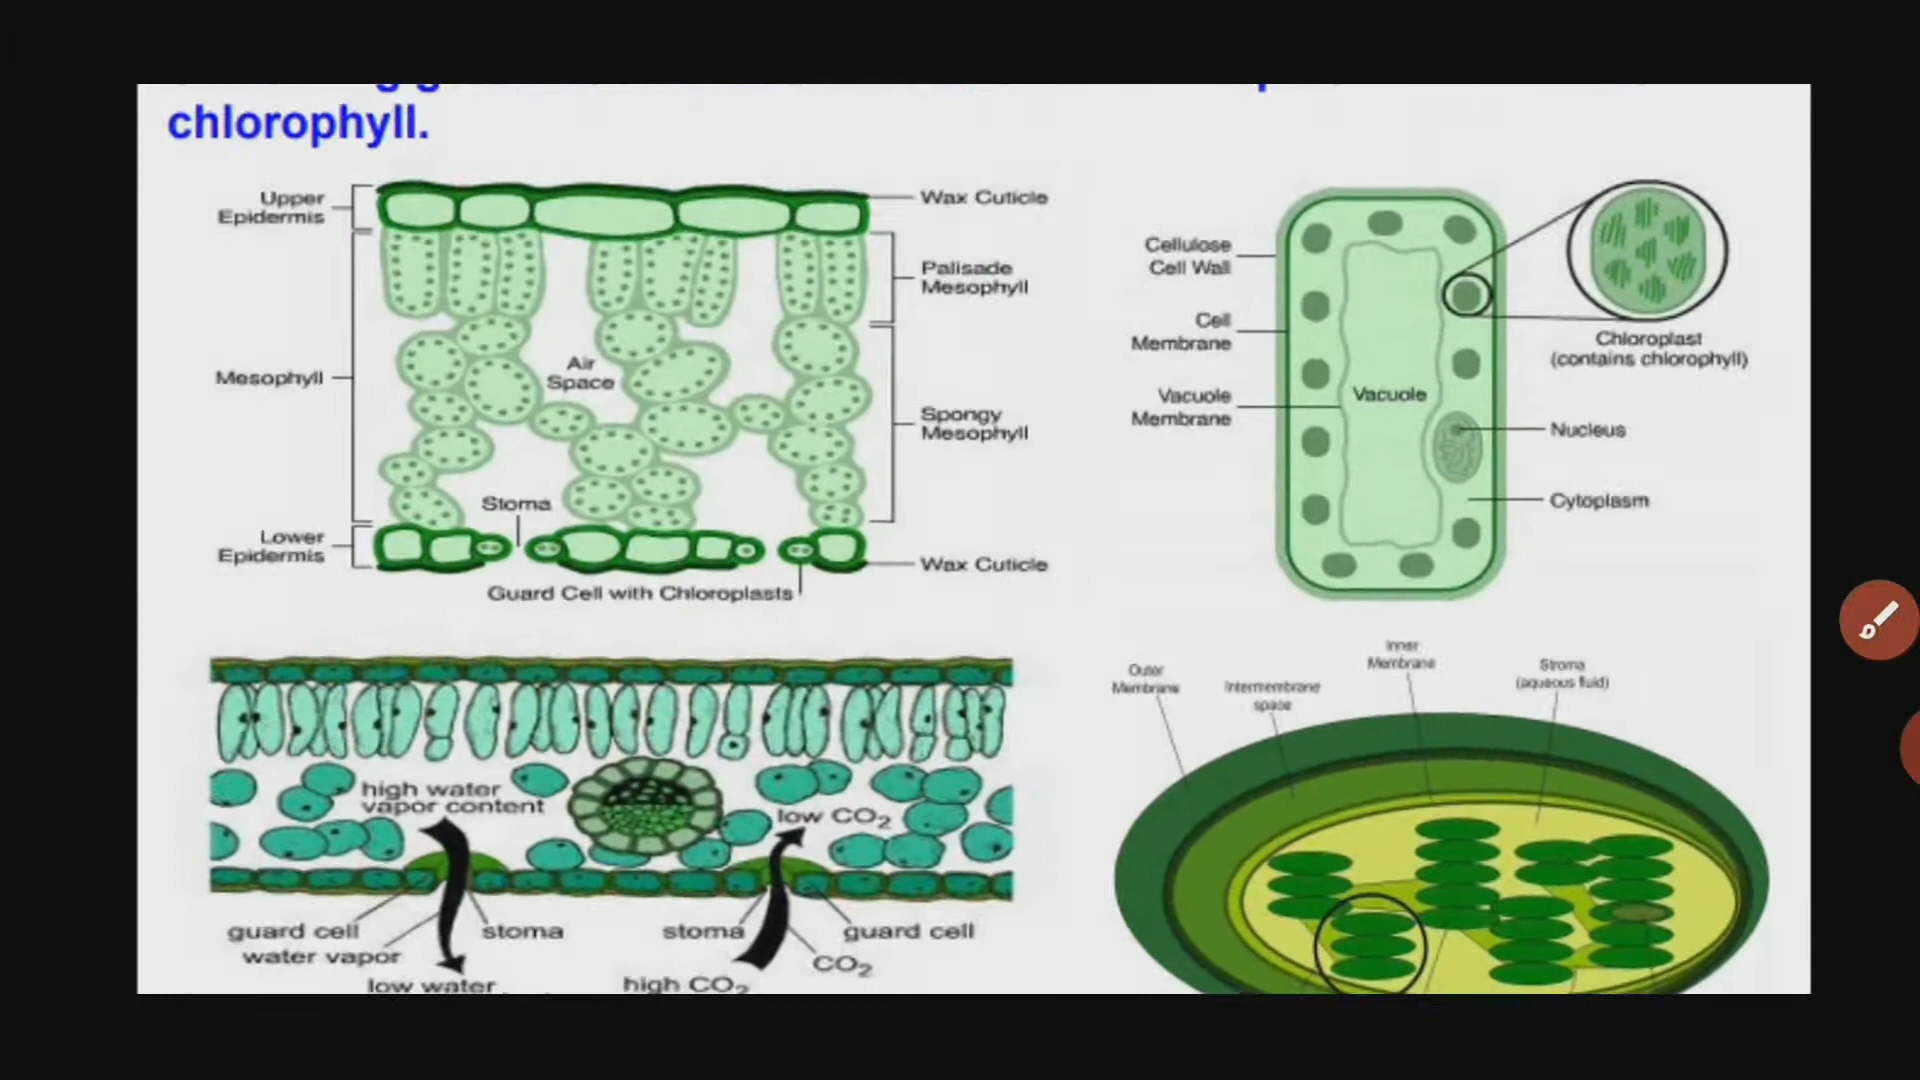 chlorophyll.
Upper
Epidermis
Wax Cuticle
Palisade
Mesophyll
Mesophyll
Air
Space
Spongy
Mesophyll
Stoma
Lower
Epidermis
Wax Cuticle
Guard Cell with Chloroplasts
Cellulose
Cell Wall
Cell
Membrane
Vacuole
Membrane
Vacuole
Chloroplast
(contains chlorophyll)
Nucleus
Cytoplasm
high water
vapor content
low CO2
guard cell
stoma
stoma
guard cell
water vapor
CO2
low water
high CO2
Outer
Membrane
Intermembrane
space
Inner
Membrane
Stroma
(aqueous fluid)